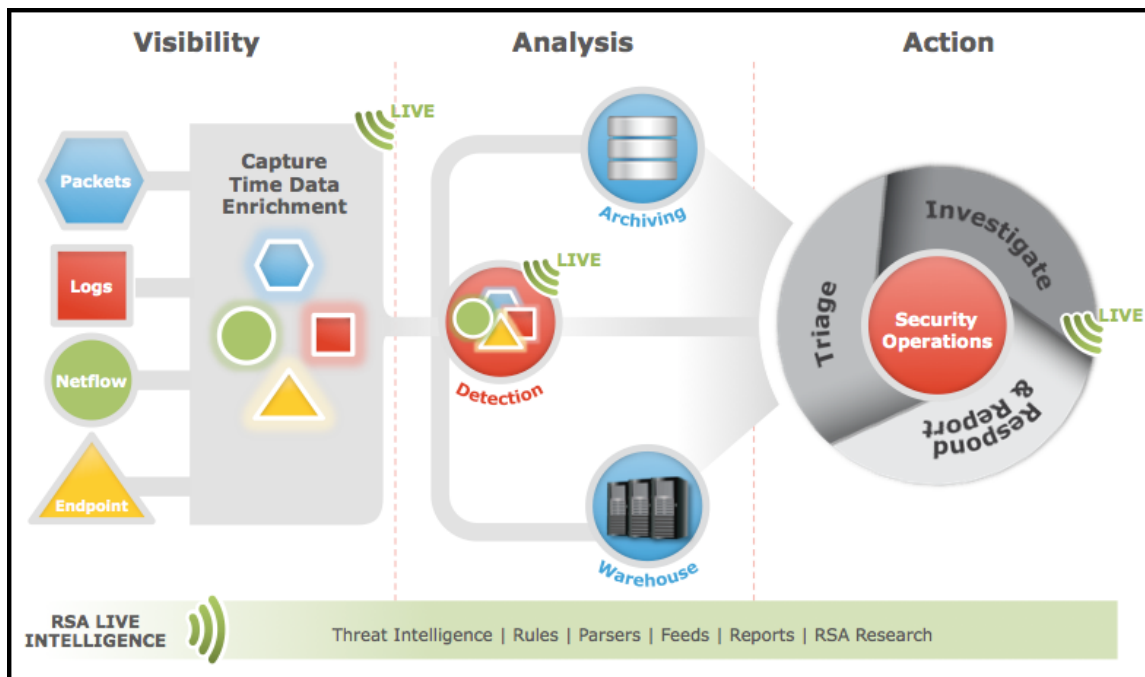 Visibility
Analysis
Action
LIVE
Capture
Time Data
Enrichment
Packets
Logs
Netflow
Endpoint
Archiving
LIVE
Detection
Warehouse
Triage
Investigate
Respond
& Report
Security
Operations
LIVE
RSA LIVE
INTELLIGENCE
Threat Intelligence | Rules | Parsers | Feeds | Reports | RSA Research